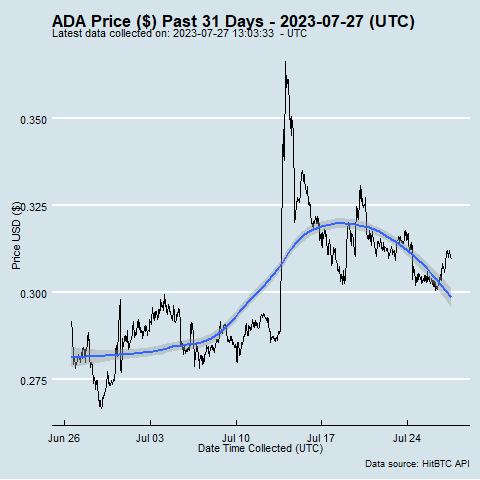 ADA Price ($) Past 31 Days - 2023-07-27 (UTC)
Latest data collected on: 2023-07-27 13:03:33 - UTC
Price USD ($)
0.350
0.325
0.300
0.275
Jun 26 Jul 03 Jul 10 Jul 17 Jul 24
Date Time Collected (UTC)
Data source: HitBTC API